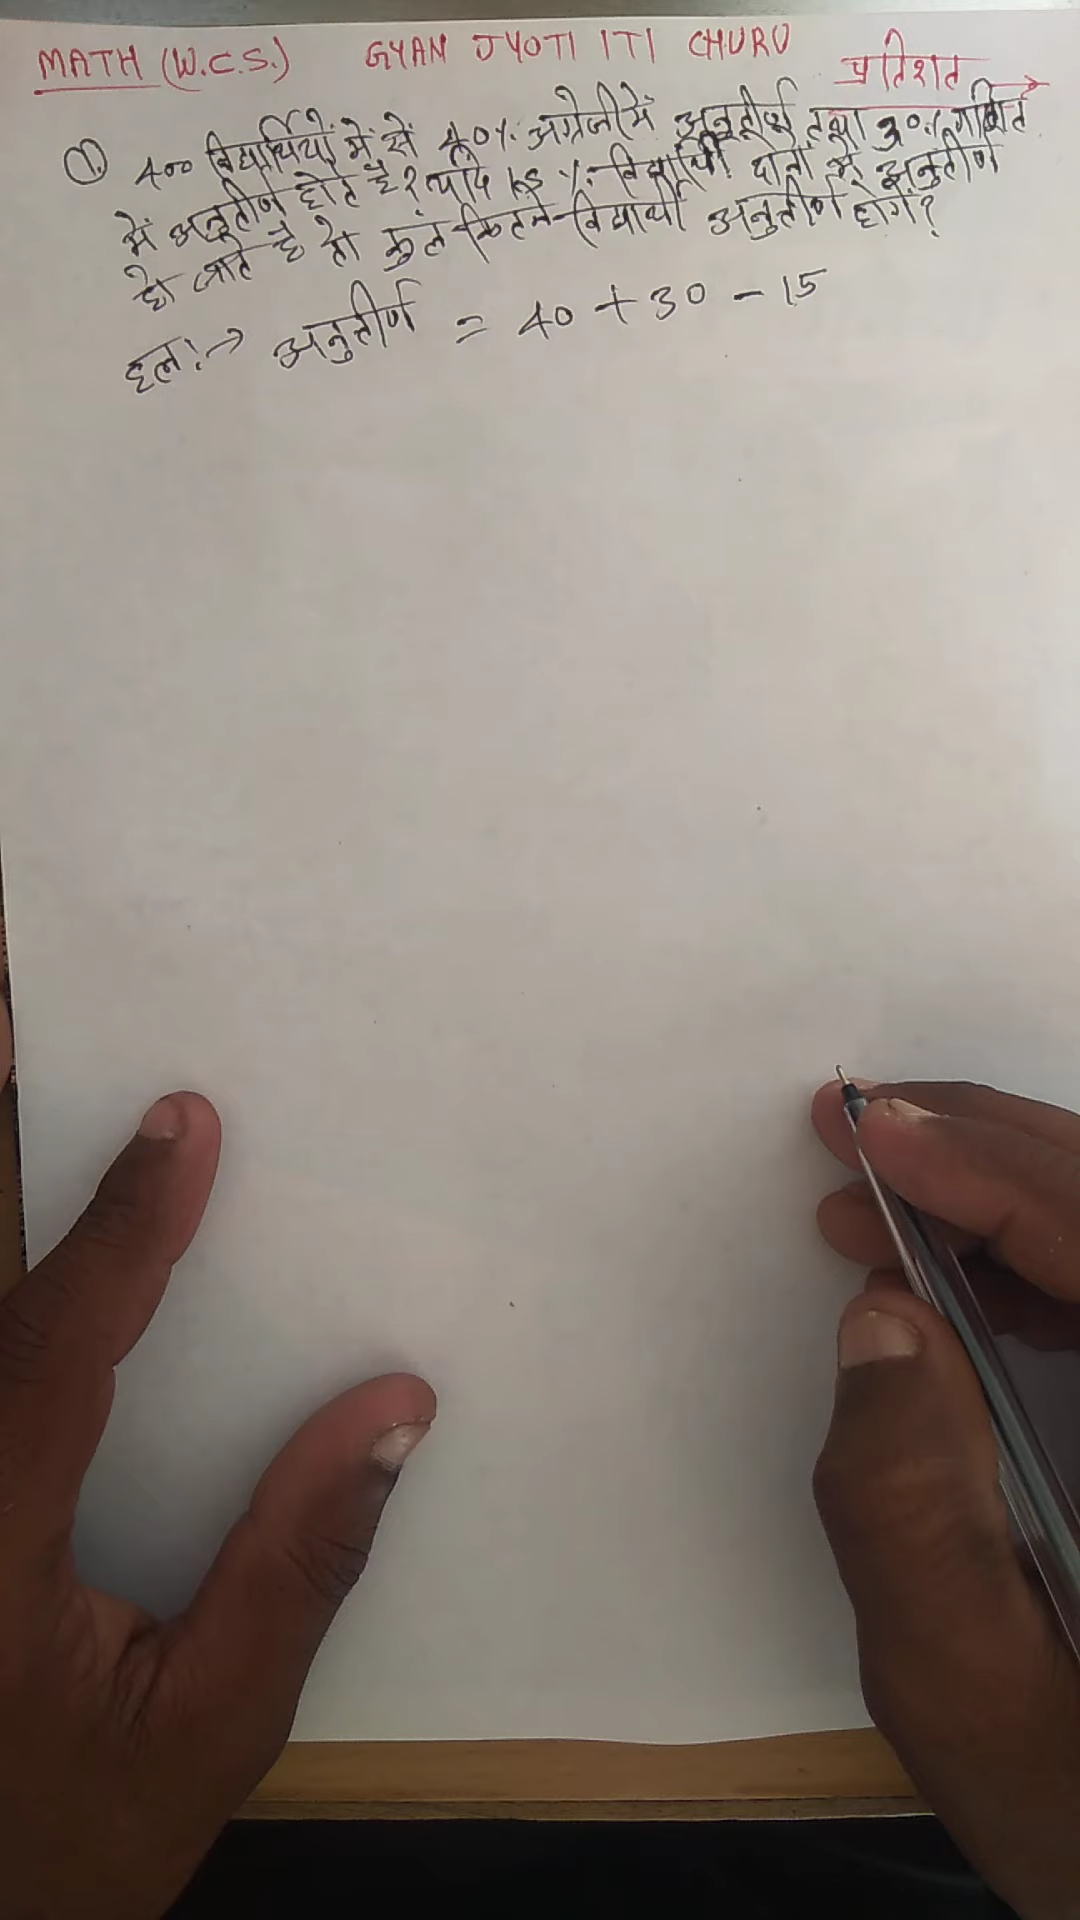 MATH (W.C.S.) GYAN JYOTI ITI CHURU प्रतिशत →
① 400 विद्यार्थियों में से 40% अंग्रेजी में अनुतीर्ण तथा 30% गणित
में अनुतीर्ण होते है? यदि 15 % विद्यार्थी दोनों में अनुतीर्ण
हो जाते है तो कुल कितने विद्यार्थी अनुतीर्ण होंगे?
हल:→ अनुतीर्ण = 40 + 30 - 15